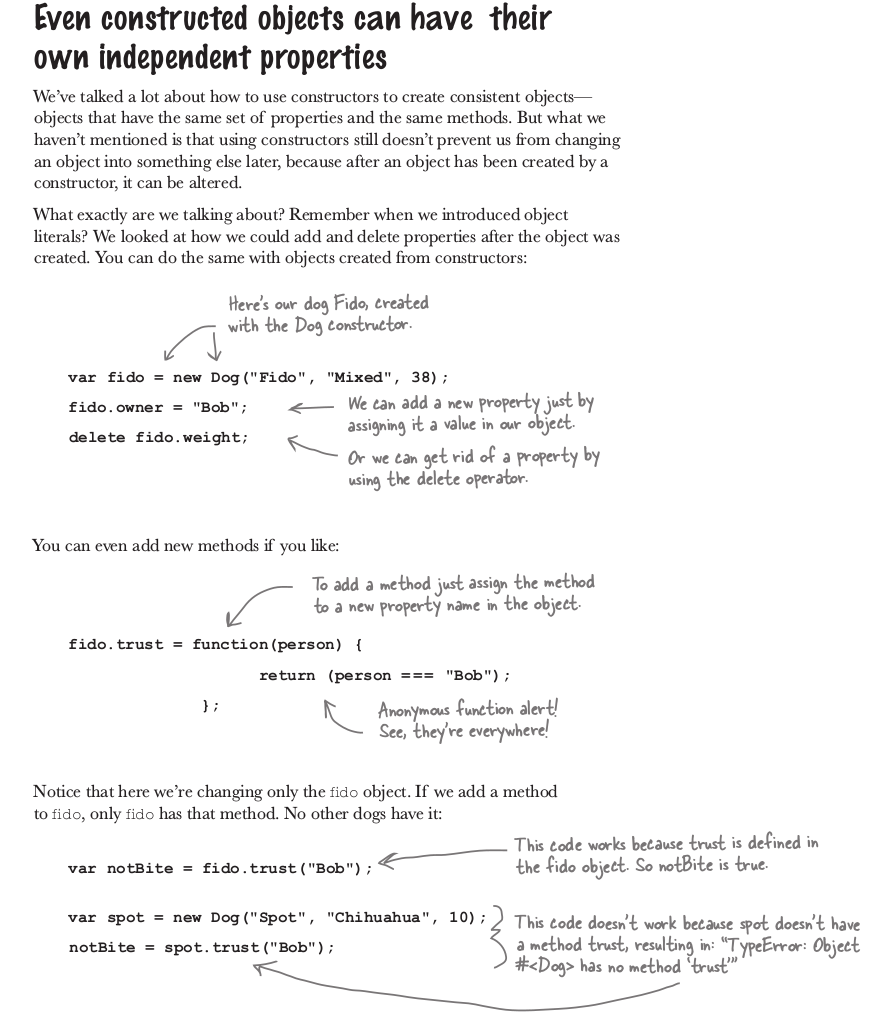 Even constructed objects can have their
own independent properties
We've talked a lot about how to use constructors to create consistent objects—
objects that have the same set of properties and the same methods. But what we
haven't mentioned is that using constructors still doesn't prevent us from changing
an object into something else later, because after an object has been created by a
constructor, it can be altered.
What exactly are we talking about? Remember when we introduced object
literals? We looked at how we could add and delete properties after the object was
created. You can do the same with objects created from constructors:
Here's our dog Fido, created
with the Dog constructor.
var fido = new Dog("Fido", "Mixed", 38);
fido.owner = "Bob";
We can add a new property just by
assigning it a value in our object.
delete fido.weight;
Or we can get rid of a property by
using the delete operator.
You can even add new methods if you like:
To add a method just assign the method
to a new property name in the object.
fido.trust = function(person) {
return (person === "Bob");
};
Anonymous function alert!
See, they're everywhere!
Notice that here we're changing only the fido object. If we add a method
to fido, only fido has that method. No other dogs have it:
This code works because trust is defined in
the fido object. So notBite is true.
var notBite = fido.trust("Bob");
var spot = new Dog("Spot", "Chihuahua", 10);
notBite = spot.trust("Bob");
This code doesn't work because spot doesn't have
a method trust, resulting in: "TypeError: Object
#<Dog> has no method 'trust'"